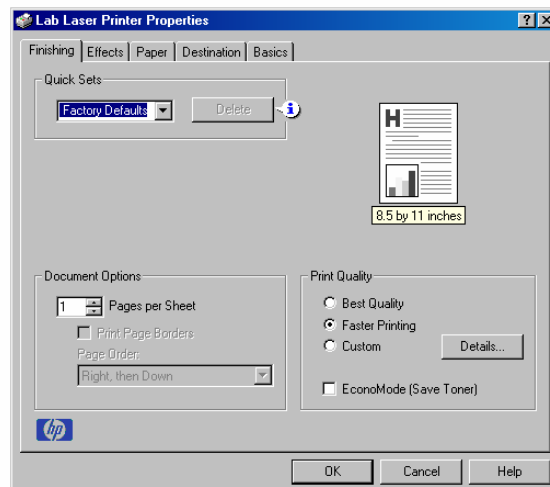 Lab Laser Printer Properties
Finishing Effects Paper Destination Basics
Quick Sets
Factory Defaults Delete
H
8.5 by 11 inches
Document Options
1 Pages per Sheet
Print Page Borders
Page Order:
Right, then Down
Print Quality
Best Quality
Faster Printing
Custom Details...
EconoMode (Save Toner)
hp
OK Cancel Help